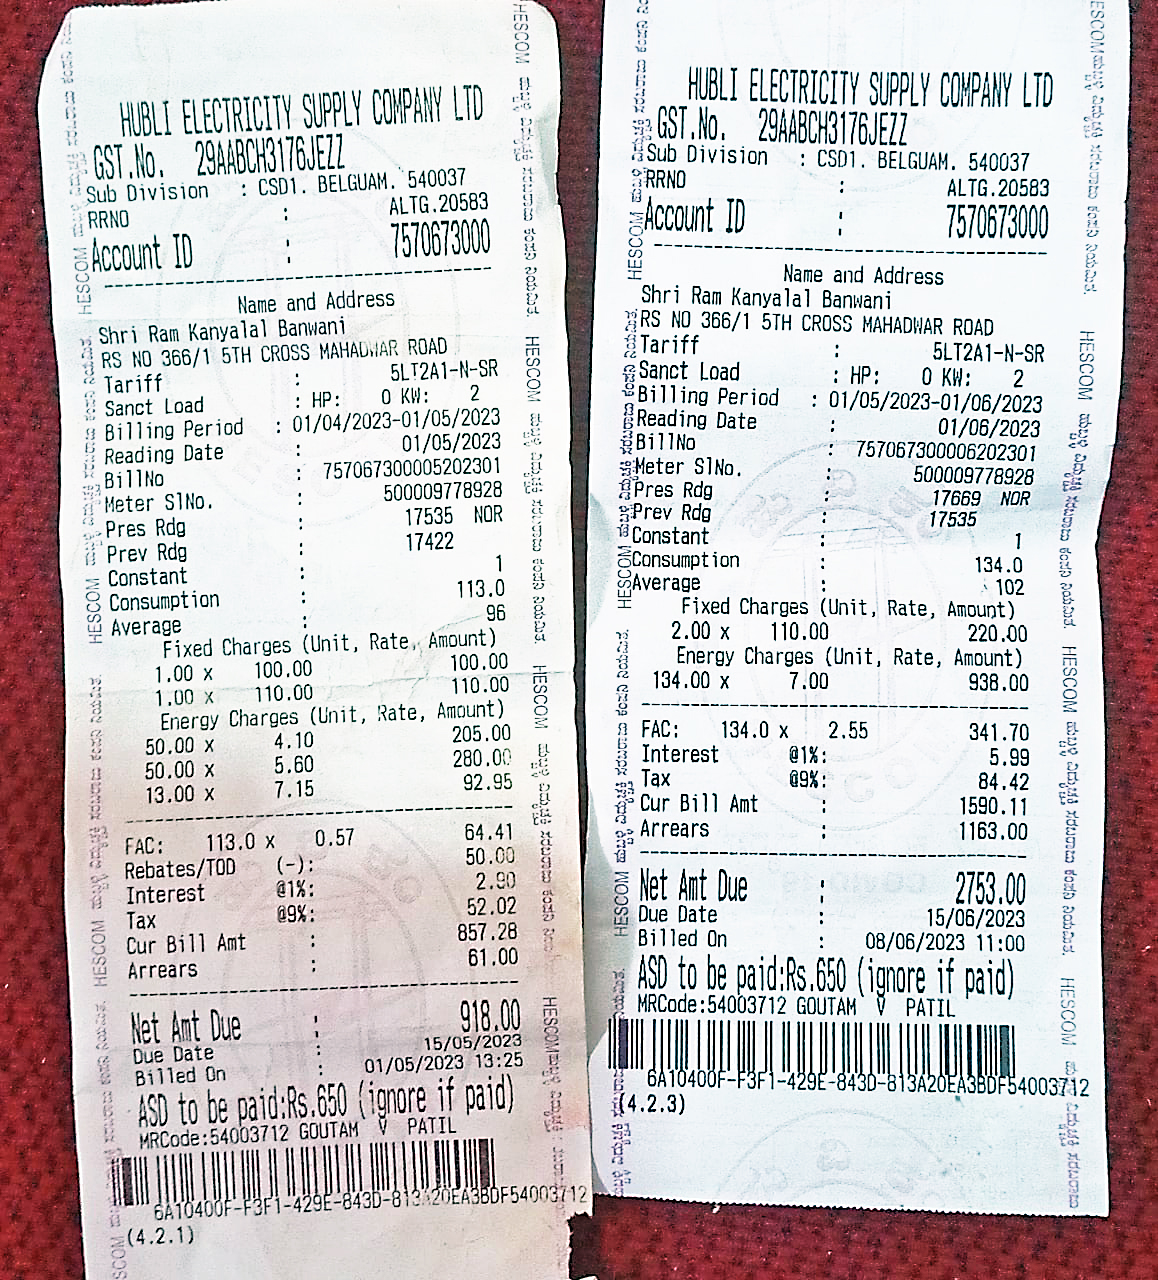 HUBLI ELECTRICITY SUPPLY COMPANY LTD
GST.No. 29AABCH3176JEZZ
Sub Division : CSD1. BELGUAM. 540037
RRNO : ALTG.20583
Account ID : 7570673000
Name and Address
Shri Ram Kanyalal Banwani
RS NO 366/1 5TH CROSS MAHADWAR ROAD
Tariff : 5LT2A1-N-SR
Sanct Load : HP: 0 KW: 2
Billing Period : 01/04/2023-01/05/2023
Reading Date : 01/05/2023
BillNo : 757067300005202301
Meter SlNo. : 500009778928
Pres Rdg : 17535 NOR
Prev Rdg : 17422
Constant : 1
Consumption : 113.0
Average : 96
Fixed Charges (Unit, Rate, Amount)
1.00 x 100.00 100.00
1.00 x 110.00 110.00
Energy Charges (Unit, Rate, Amount)
50.00 x 4.10 205.00
50.00 x 5.60 280.00
13.00 x 7.15 92.95
FAC: 113.0 x 0.57 64.41
Rebates/TOD (-): 50.00
Interest @1%: 2.90
Tax @9%: 52.02
Cur Bill Amt : 857.28
Arrears : 61.00
Net Amt Due : 918.00
Due Date : 15/05/2023
Billed On : 01/05/2023 13:25
ASD to be paid:Rs.650 (ignore if paid)
MRCode:54003712 GOUTAM V PATIL
6A10400F-F3F1-429E-843D-813A20EA3BDF54003712
(4.2.1)
HUBLI ELECTRICITY SUPPLY COMPANY LTD
GST.No. 29AABCH3176JEZZ
Sub Division : CSD1. BELGUAM. 540037
RRNO : ALTG.20583
Account ID : 7570673000
Name and Address
Shri Ram Kanyalal Banwani
RS NO 366/1 5TH CROSS MAHADWAR ROAD
Tariff : 5LT2A1-N-SR
Sanct Load : HP: 0 KW: 2
Billing Period : 01/05/2023-01/06/2023
Reading Date : 01/06/2023
BillNo : 757067300006202301
Meter SlNo. : 500009778928
Pres Rdg : 17669 NOR
Prev Rdg : 17535
Constant : 1
Consumption : 134.0
Average : 102
Fixed Charges (Unit, Rate, Amount)
2.00 x 110.00 220.00
Energy Charges (Unit, Rate, Amount)
134.00 x 7.00 938.00
FAC: 134.0 x 2.55 341.70
Interest @1%: 5.99
Tax @9%: 84.42
Cur Bill Amt : 1590.11
Arrears : 1163.00
Net Amt Due : 2753.00
Due Date : 15/06/2023
Billed On : 08/06/2023 11:00
ASD to be paid:Rs.650 (ignore if paid)
MRCode:54003712 GOUTAM V PATIL
6A10400F-F3F1-429E-843D-813A20EA3BDF54003712
(4.2.3)